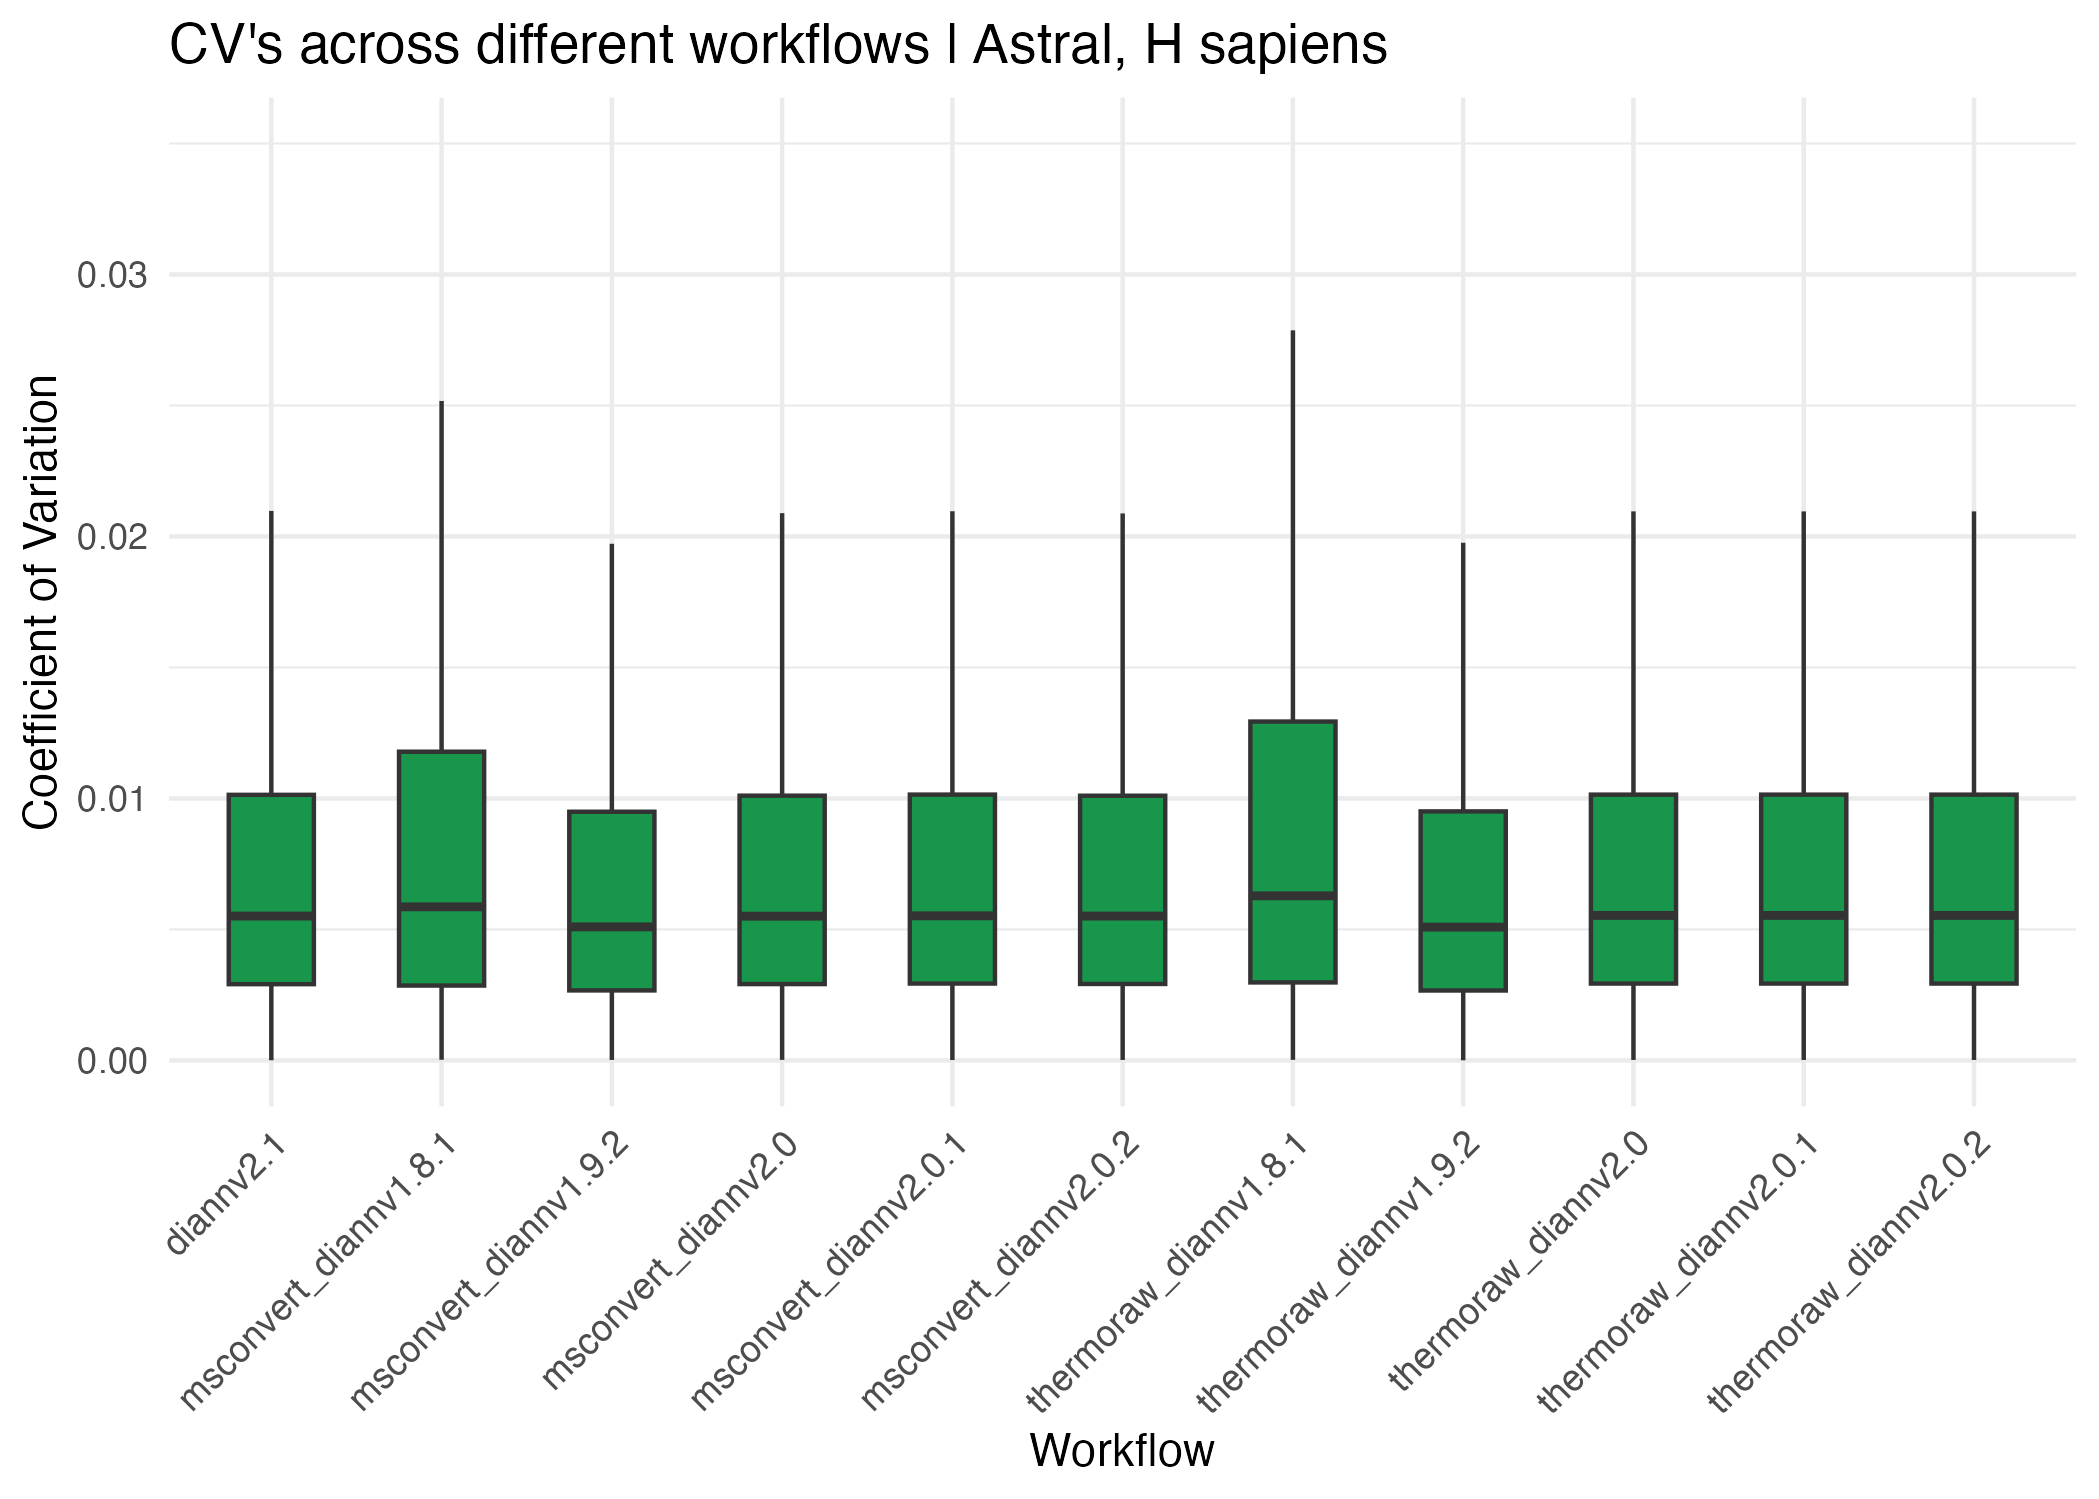 CV's across different workflows | Astral, H sapiens
Coefficient of Variation
0.03
0.02
0.01
0.00
diannv2.1
msconvert_diannv1.8.1
msconvert_diannv1.9.2
msconvert_diannv2.0
msconvert_diannv2.0.1
msconvert_diannv2.0.2
thermoraw_diannv1.8.1
thermoraw_diannv1.9.2
thermoraw_diannv2.0
thermoraw_diannv2.0.1
thermoraw_diannv2.0.2
Workflow